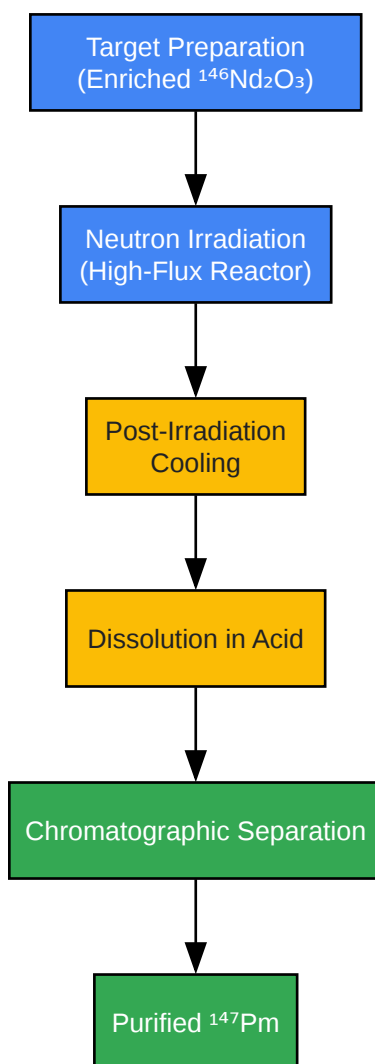 Target Preparation
(Enriched ¹⁴⁶Nd₂O₃)
Neutron Irradiation
(High-Flux Reactor)
Post-Irradiation
Cooling
Dissolution in Acid
Chromatographic Separation
Purified ¹⁴⁷Pm